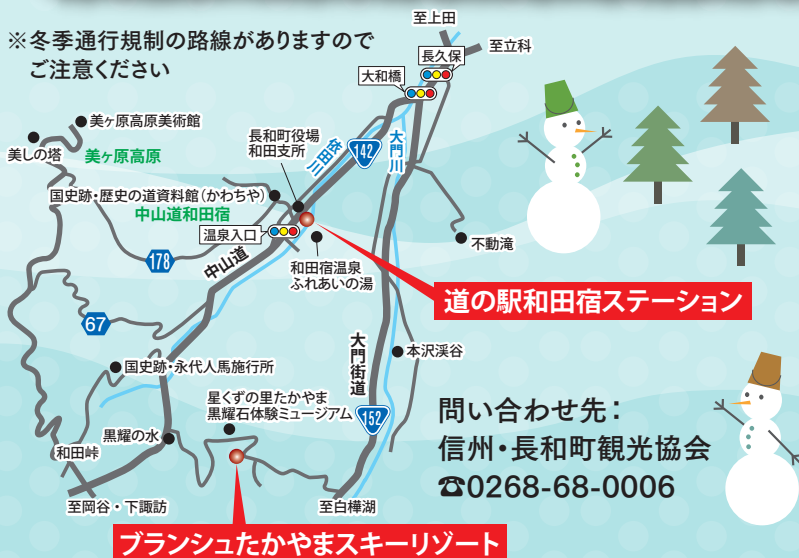 ※冬季通行規制の路線がありますので
ご注意ください
至上田
至立科
長久保
大和橋
美ヶ原高原美術館
美しの塔
美ヶ原高原
長和町役場
和田支所
依田川
142
大門川
国史跡・歴史の道資料館(かわちや)
中山道和田宿
温泉入口
178
中山道
和田宿温泉
ふれあいの湯
不動滝
道の駅和田宿ステーション
67
大門街道
本沢渓谷
国史跡・永代人馬施行所
星くずの里たかやま
黒耀石体験ミュージアム
152
黒耀の水
和田峠
至岡谷・下諏訪
至白樺湖
問い合わせ先:
信州・長和町観光協会
☎0268-68-0006
ブランシュたかやまスキーリゾート